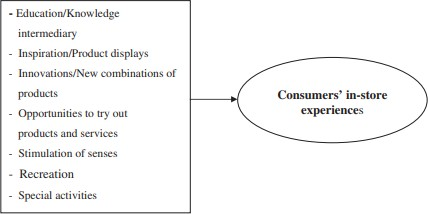 - Education/Knowledge
intermediary
- Inspiration/Product displays
- Innovations/New combinations of
products
- Opportunities to try out
products and services
- Stimulation of senses
- Recreation
- Special activities
Consumers' in-store
experiences